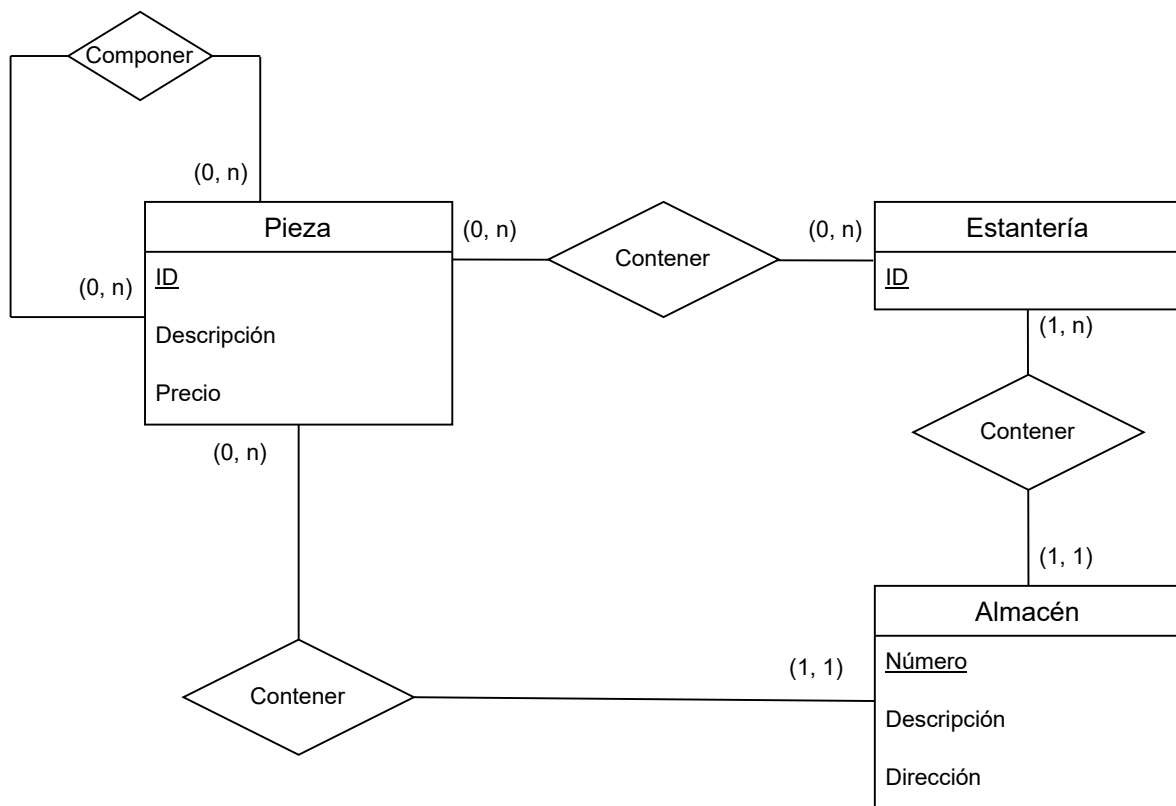 Componer
(0, n)
Pieza
(0, n)
(0, n)
Estantería
(0, n)
ID
Contener
ID
Descripción
Precio
(1, n)
(0, n)
Contener
(1, 1)
Almacén
Contener
(1, 1)
Número
Descripción
Dirección